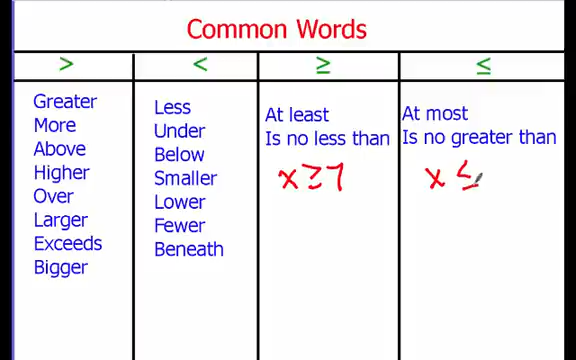 Common Words
> < ≥ ≤
Greater
More
Above
Higher
Over
Larger
Exceeds
Bigger
Less
Under
Below
Smaller
Lower
Fewer
Beneath
At least
Is no less than
x ≥ 7
At most
Is no greater than
x ≤